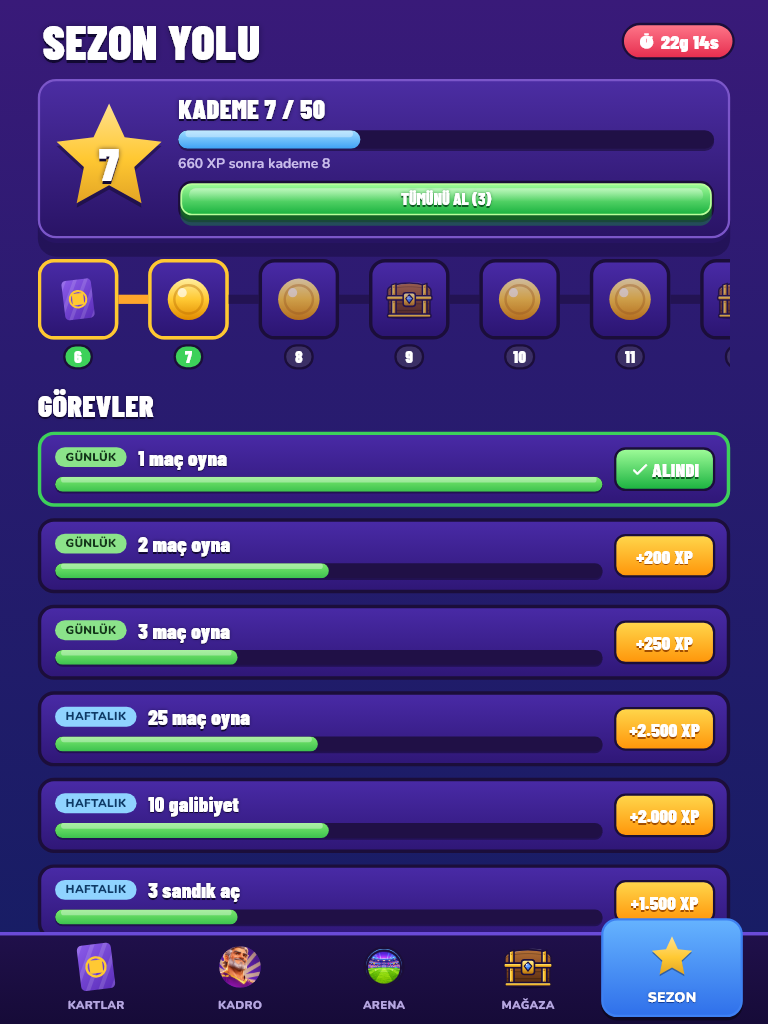 SEZON YOLU
22g 14s
KADEME 7 / 50
7
660 XP sonra kademe 8
TÜMÜNÜ AL (3)
6 7 8 9 10 11
GÖREVLER
GÜNLÜK 1 maç oyna ALINDI
GÜNLÜK 2 maç oyna +200 XP
GÜNLÜK 3 maç oyna +250 XP
HAFTALIK 25 maç oyna +2.500 XP
HAFTALIK 10 galibiyet +2.000 XP
HAFTALIK 3 sandık aç +1.500 XP
KARTLAR KADRO ARENA MAĞAZA SEZON